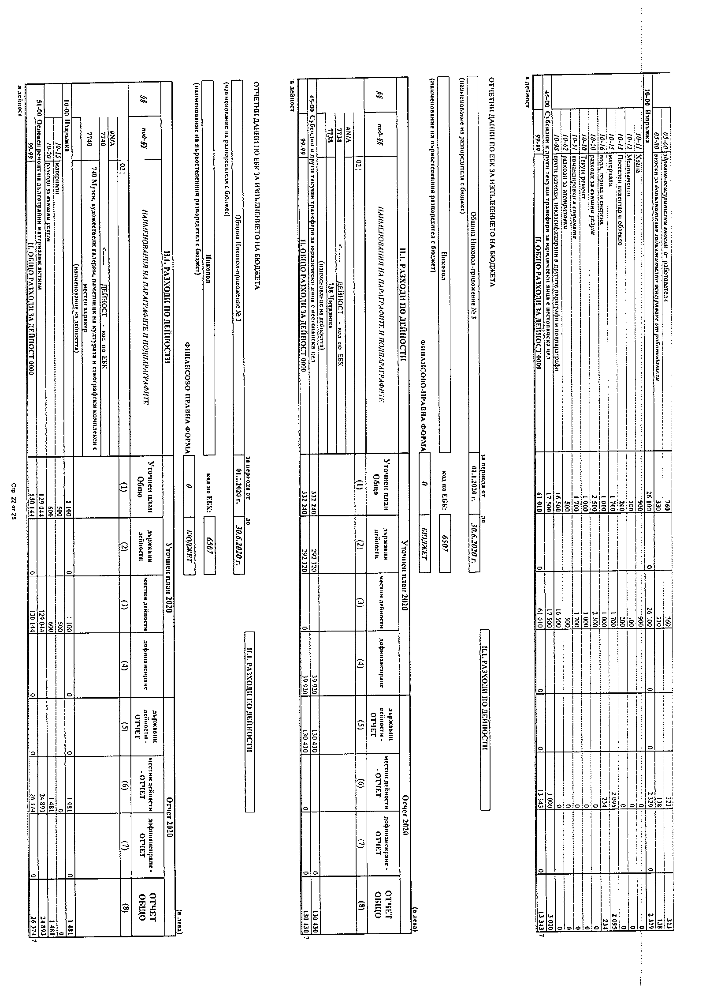 05-60 здравно-осигурителни вноски от работодатели 760 760 323 323
05-80 вноски за допълнително задължително осигуряване от работодатели 330 330 138 138
10-00 Издръжка 26 100 0 26 100 0 0 2 329 0 2 329
10-11 Храна 900 900 0 0
10-12 Медикаменти 100 100 0 0
10-13 Постелен инвентар и облекло 200 200 0 0
10-15 материали 1 700 1 700 2 095 2 095
10-16 вода, горива и енергия 1 000 1 000 234 234
10-20 разходи за външни услуги 2 500 2 500 0 0
10-30 Текущ ремонт 1 000 1 000 0 0
10-51 командировки в страната 1 700 1 700 0 0
10-62 разходи за застраховки 500 500 0 0
10-98 други разходи, некласифицирани в другите параграфи и подпараграфи 16 500 16 500 0 0
45-00 Субсидии и други текущи трансфери за юридически лица с нестопанска цел 17 500 17 500 3 000 3 000
99-99 II. ОБЩО РАЗХОДИ ЗА ДЕЙНОСТ 0000 61 010 0 61 010 0 0 13 343 0 13 343 7
а дейност
ОТЧЕТНИ ДАННИ ПО ЕБК ЗА ИЗПЪЛНЕНИЕТО НА БЮДЖЕТА
II.1. РАЗХОДИ ПО ДЕЙНОСТИ
за периода от до
Община Никопол-приложение № 3 01.1.2020 г. 30.6.2020 г.
(наименование на разпоредителя с бюджет)
Никопол код по ЕБК: 6507
(наименование на първостепенния разпоредител с бюджет)
ФИНАНСОВО-ПРАВНА ФОРМА 0 БЮДЖЕТ
(в лева)
II.1. РАЗХОДИ ПО ДЕЙНОСТИ Уточнен план 2020 Отчет 2020
§§ под-§§ НАИМЕНОВАНИЯ НА ПАРАГРАФИТЕ И ПОДПАРАГРАФИТЕ Уточнен план Общо държавни дейности местни дейности дофинансиране държавни дейности - ОТЧЕТ местни дейности - ОТЧЕТ дофинансиране - ОТЧЕТ ОТЧЕТ ОБЩО
02 : (1) (2) (3) (4) (5) (6) (7) (8)
#N/A
7738 <------ ДЕЙНОСТ - код по ЕБК
7738 738 Читалища
(наименование на дейността)
45-00 Субсидии и други текущи трансфери за юридически лица с нестопанска цел 332 240 292 320 39 920 130 430 0 130 430
99-99 II. ОБЩО РАЗХОДИ ЗА ДЕЙНОСТ 0000 332 240 292 320 0 39 920 130 430 0 0 130 430 7
а дейност
ОТЧЕТНИ ДАННИ ПО ЕБК ЗА ИЗПЪЛНЕНИЕТО НА БЮДЖЕТА
II.1. РАЗХОДИ ПО ДЕЙНОСТИ
за периода от до
Община Никопол-приложение № 3 01.1.2020 г. 30.6.2020 г.
(наименование на разпоредителя с бюджет)
Никопол код по ЕБК: 6507
(наименование на първостепенния разпоредител с бюджет)
ФИНАНСОВО-ПРАВНА ФОРМА 0 БЮДЖЕТ
(в лева)
II.1. РАЗХОДИ ПО ДЕЙНОСТИ Уточнен план 2020 Отчет 2020
§§ под-§§ НАИМЕНОВАНИЯ НА ПАРАГРАФИТЕ И ПОДПАРАГРАФИТЕ Уточнен план Общо държавни дейности местни дейности дофинансиране държавни дейности - ОТЧЕТ местни дейности - ОТЧЕТ дофинансиране - ОТЧЕТ ОТЧЕТ ОБЩО
02 : (1) (2) (3) (4) (5) (6) (7) (8)
#N/A
7740 <------ ДЕЙНОСТ - код по ЕБК
7740 740 Музеи, художествени галерии, паметници на културата и етнографски комплекси с
местен характер
(наименование на дейността)
10-00 Издръжка 1 100 0 1 100 0 0 1 481 0 1 481
10-15 материали 500 500 0 0
10-20 разходи за външни услуги 600 600 1 481 1 481
51-00 Основен ремонт на дълготрайни материални активи 129 044 129 044 24 893 24 893
99-99 II. ОБЩО РАЗХОДИ ЗА ДЕЙНОСТ 0000 130 144 0 130 144 0 0 26 374 0 26 374 7
а дейност
Стр. 22 от 28